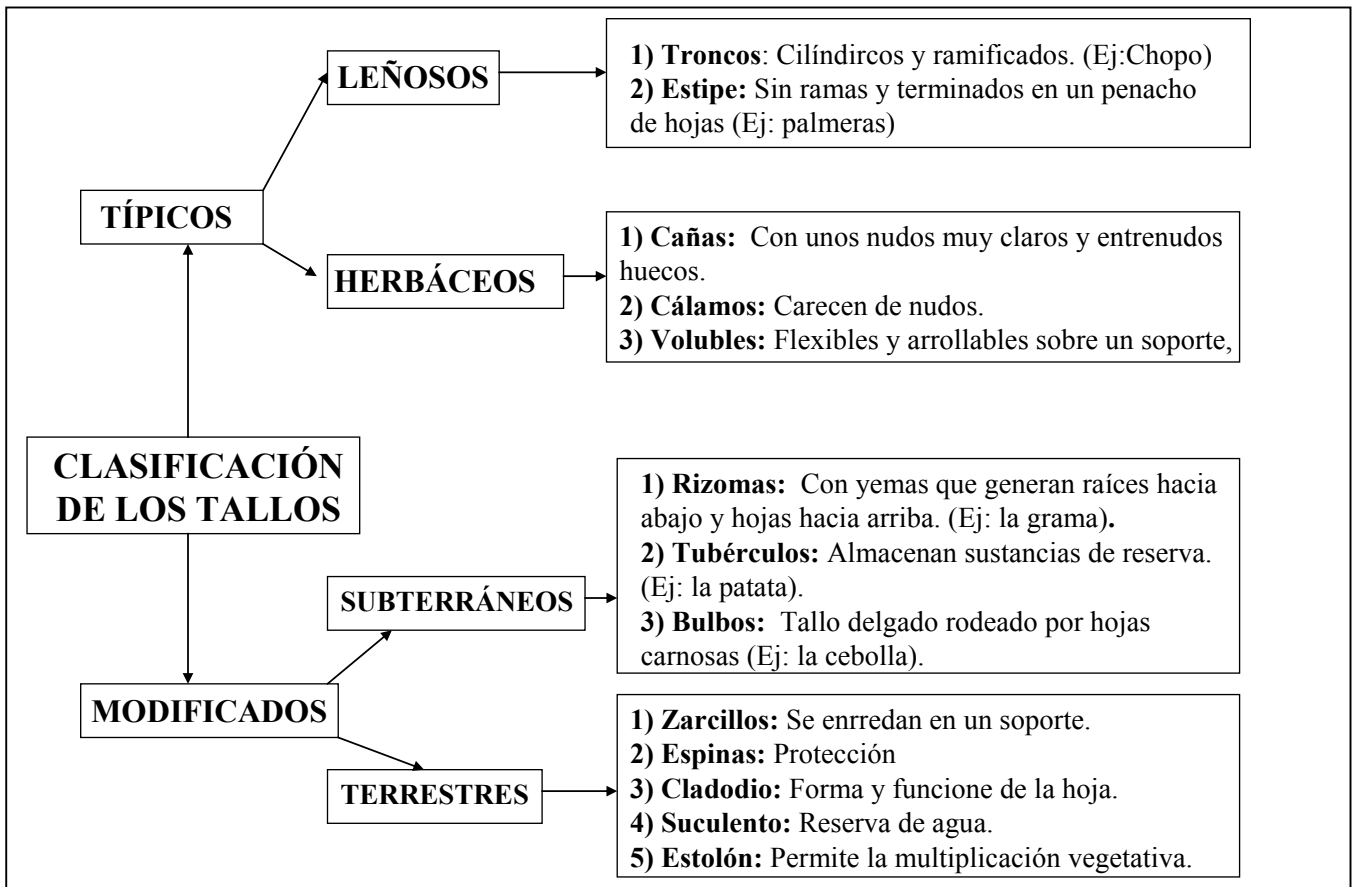 LEÑOSOS
1) Troncos: Cilíndircos y ramificados. (Ej:Chopo)
2) Estipe: Sin ramas y terminados en un penacho
de hojas (Ej: palmeras)
TÍPICOS
HERBÁCEOS
1) Cañas: Con unos nudos muy claros y entrenudos
huecos.
2) Cálamos: Carecen de nudos.
3) Volubles: Flexibles y arrollables sobre un soporte,
CLASIFICACIÓN
DE LOS TALLOS
SUBTERRÁNEOS
1) Rizomas: Con yemas que generan raíces hacia
abajo y hojas hacia arriba. (Ej: la grama).
2) Tubérculos: Almacenan sustancias de reserva.
(Ej: la patata).
3) Bulbos: Tallo delgado rodeado por hojas
carnosas (Ej: la cebolla).
MODIFICADOS
TERRESTRES
1) Zarcillos: Se enrredan en un soporte.
2) Espinas: Protección
3) Cladodio: Forma y funcione de la hoja.
4) Suculento: Reserva de agua.
5) Estolón: Permite la multiplicación vegetativa.